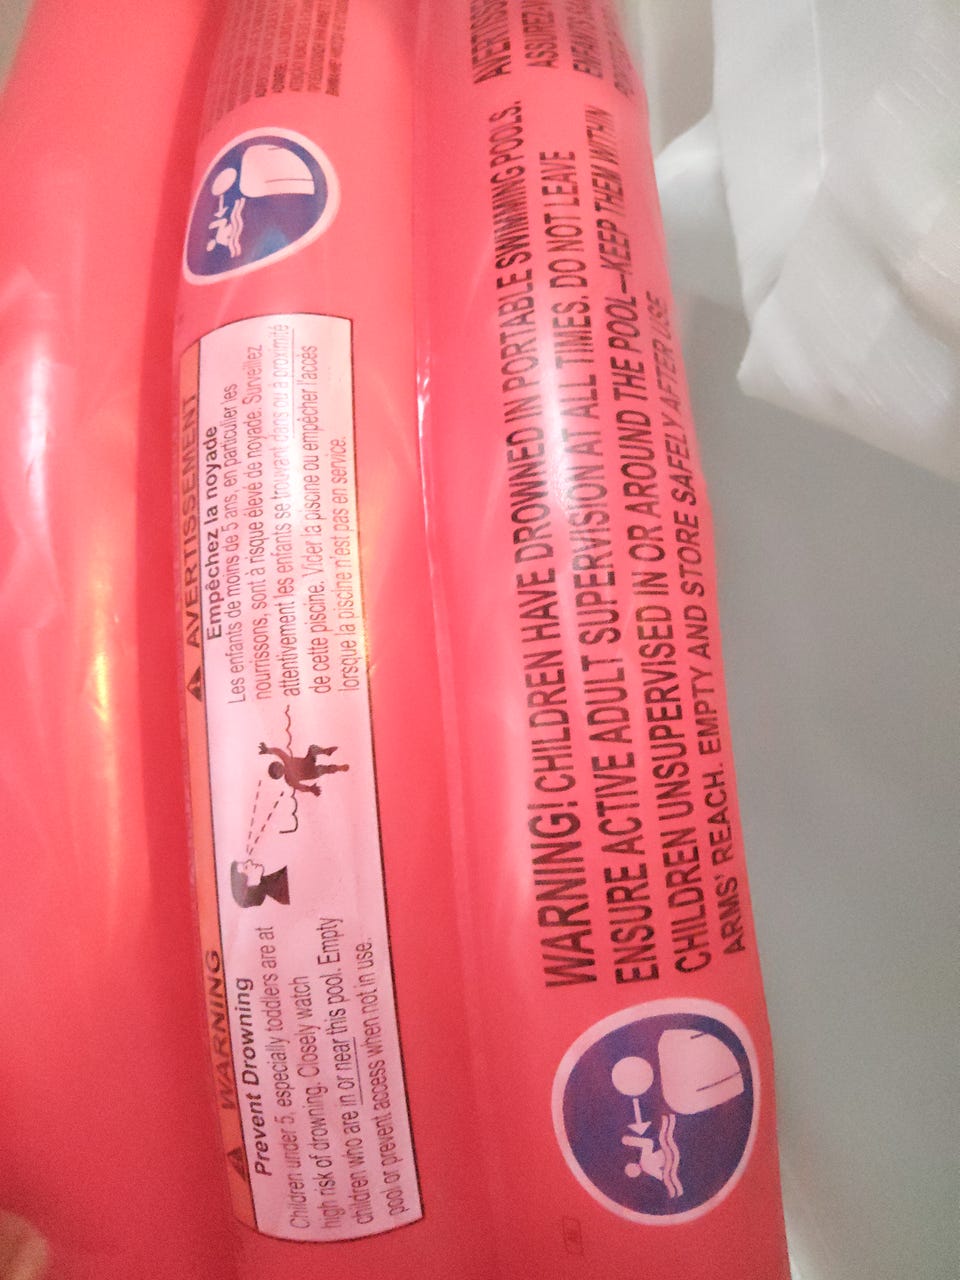 WARNING
Prevent Drowning
Children under 5, especially toddlers are at
high risk of drowning. Closely watch
children who are in or near this pool. Empty
pool or prevent access when not in use.
AVERTISSEMENT
Empêchez la noyade
Les enfants de moins de 5 ans, en particulier les
nourrissons, sont à risque élevé de noyade. Surveillez
attentivement les enfants se trouvant dans ou à proximité
de cette piscine. Vider la piscine ou empêcher l'accès
lorsque la piscine n'est pas en service.
WARNING! CHILDREN HAVE DROWNED IN PORTABLE SWIMMING POOLS.
ENSURE ACTIVE ADULT SUPERVISION AT ALL TIMES. DO NOT LEAVE
CHILDREN UNSUPERVISED IN OR AROUND THE POOL—KEEP THEM WITHIN
ARMS' REACH. EMPTY AND STORE SAFELY AFTER USE